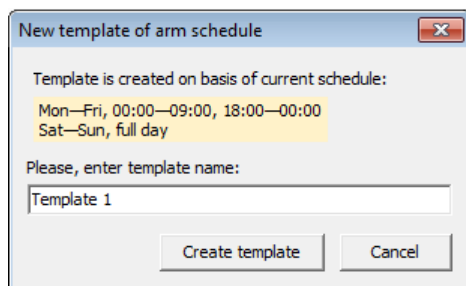 New template of arm schedule
Template is created on basis of current schedule:
Mon—Fri, 00:00—09:00, 18:00—00:00
Sat—Sun, full day
Please, enter template name:
Template 1
Create template
Cancel